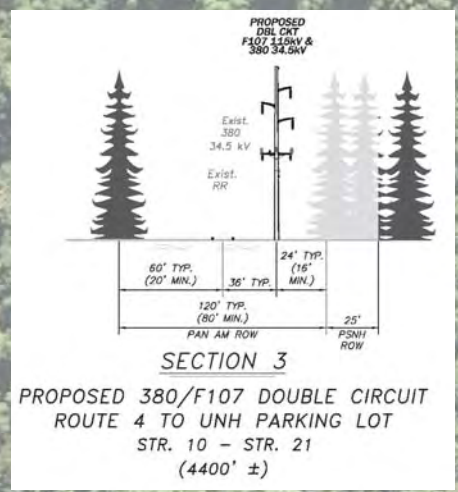 PROPOSED
DBL CKT
F107 115kV &
380 34.5kV
Exist.
380
34.5 kV
Exist.
RR
60' TYP.
(20' MIN.)
36' TYP.
24' TYP.
(16'
MIN.)
120' TYP.
(80' MIN.)
PAN AM ROW
25'
PSNH
ROW
SECTION 3
PROPOSED 380/F107 DOUBLE CIRCUIT
ROUTE 4 TO UNH PARKING LOT
STR. 10 - STR. 21
(4400' ±)